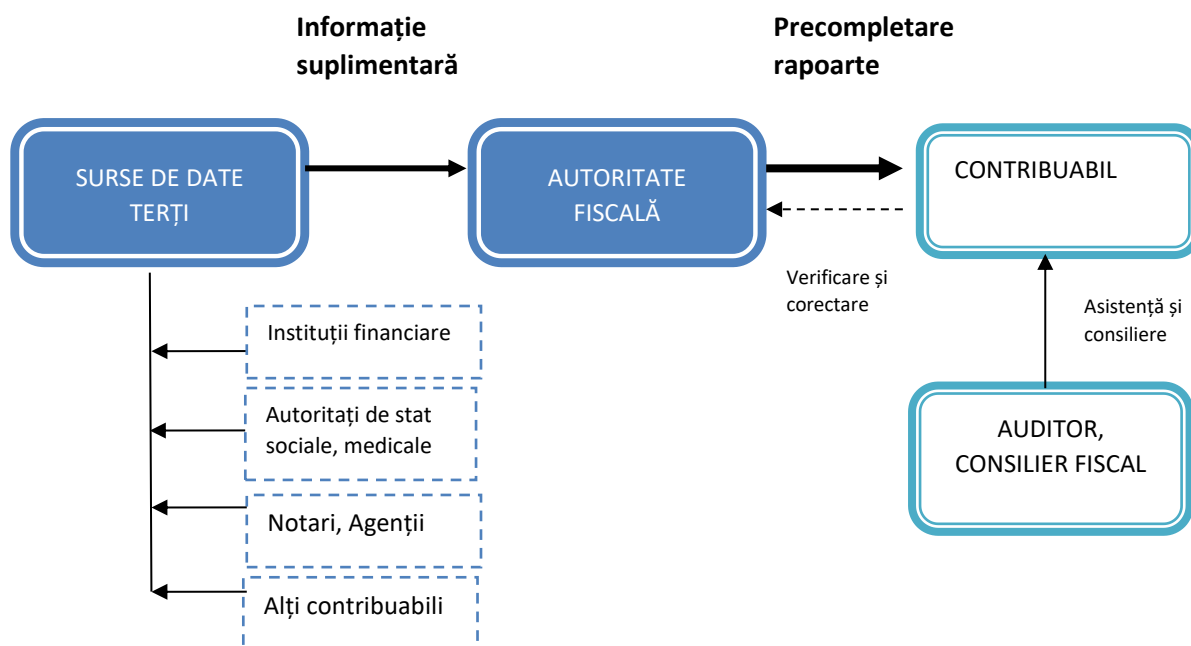 Informație
suplimentară
Precompletare
rapoarte
SURSE DE DATE
TERȚI
AUTORITATE
FISCALĂ
CONTRIBUABIL
Verificare și
corectare
Asistență și
consiliere
Instituții financiare
Autoritați de stat
sociale, medicale
Notari, Agenții
Alți contribuabili
AUDITOR,
CONSILIER FISCAL